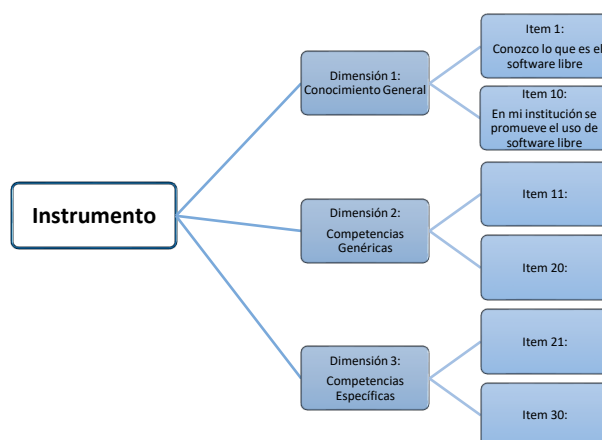 Instrumento
Dimensión 1:
Conocimiento General
Item 1:
Conozco lo que es el
software libre
Item 10:
En mi institución se
promueve el uso de
software libre
Dimensión 2:
Competencias
Genéricas
Item 11:
Item 20:
Dimensión 3:
Competencias
Específicas
Item 21:
Item 30: